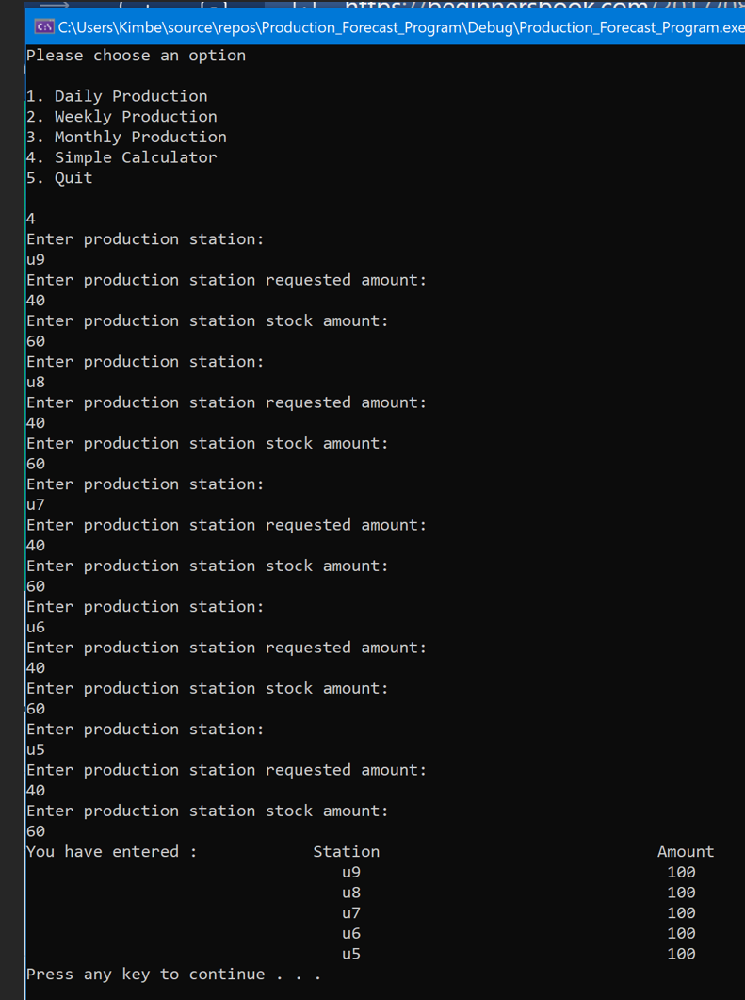 https://beginnersbook.com/2017/08
C:\Users\Kimbe\source\repos\Production_Forecast_Program\Debug\Production_Forecast_Program.exe
Please choose an option
1. Daily Production
2. Weekly Production
3. Monthly Production
4. Simple Calculator
5. Quit
4
Enter production station:
u9
Enter production station requested amount:
40
Enter production station stock amount:
60
Enter production station:
u8
Enter production station requested amount:
40
Enter production station stock amount:
60
Enter production station:
u7
Enter production station requested amount:
40
Enter production station stock amount:
60
Enter production station:
u6
Enter production station requested amount:
40
Enter production station stock amount:
60
Enter production station:
u5
Enter production station requested amount:
40
Enter production station stock amount:
60
You have entered : Station Amount
u9 100
u8 100
u7 100
u6 100
u5 100
Press any key to continue . . .